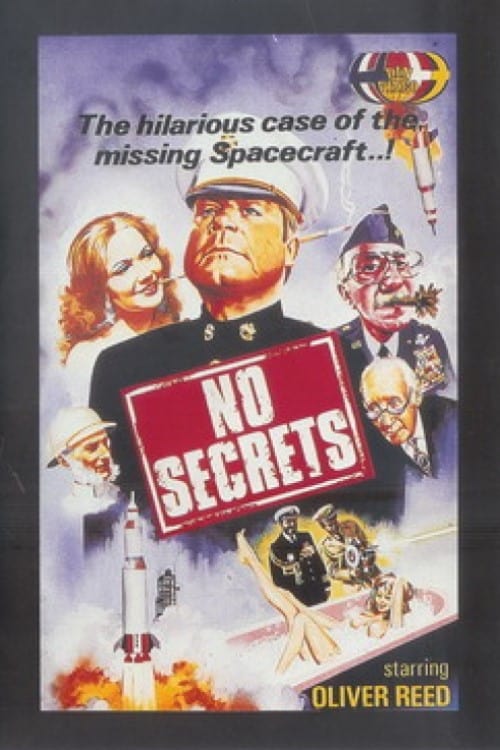 The hilarious case of the
missing Spacecraft..!
NO
SECRETS
starring
OLIVER REED